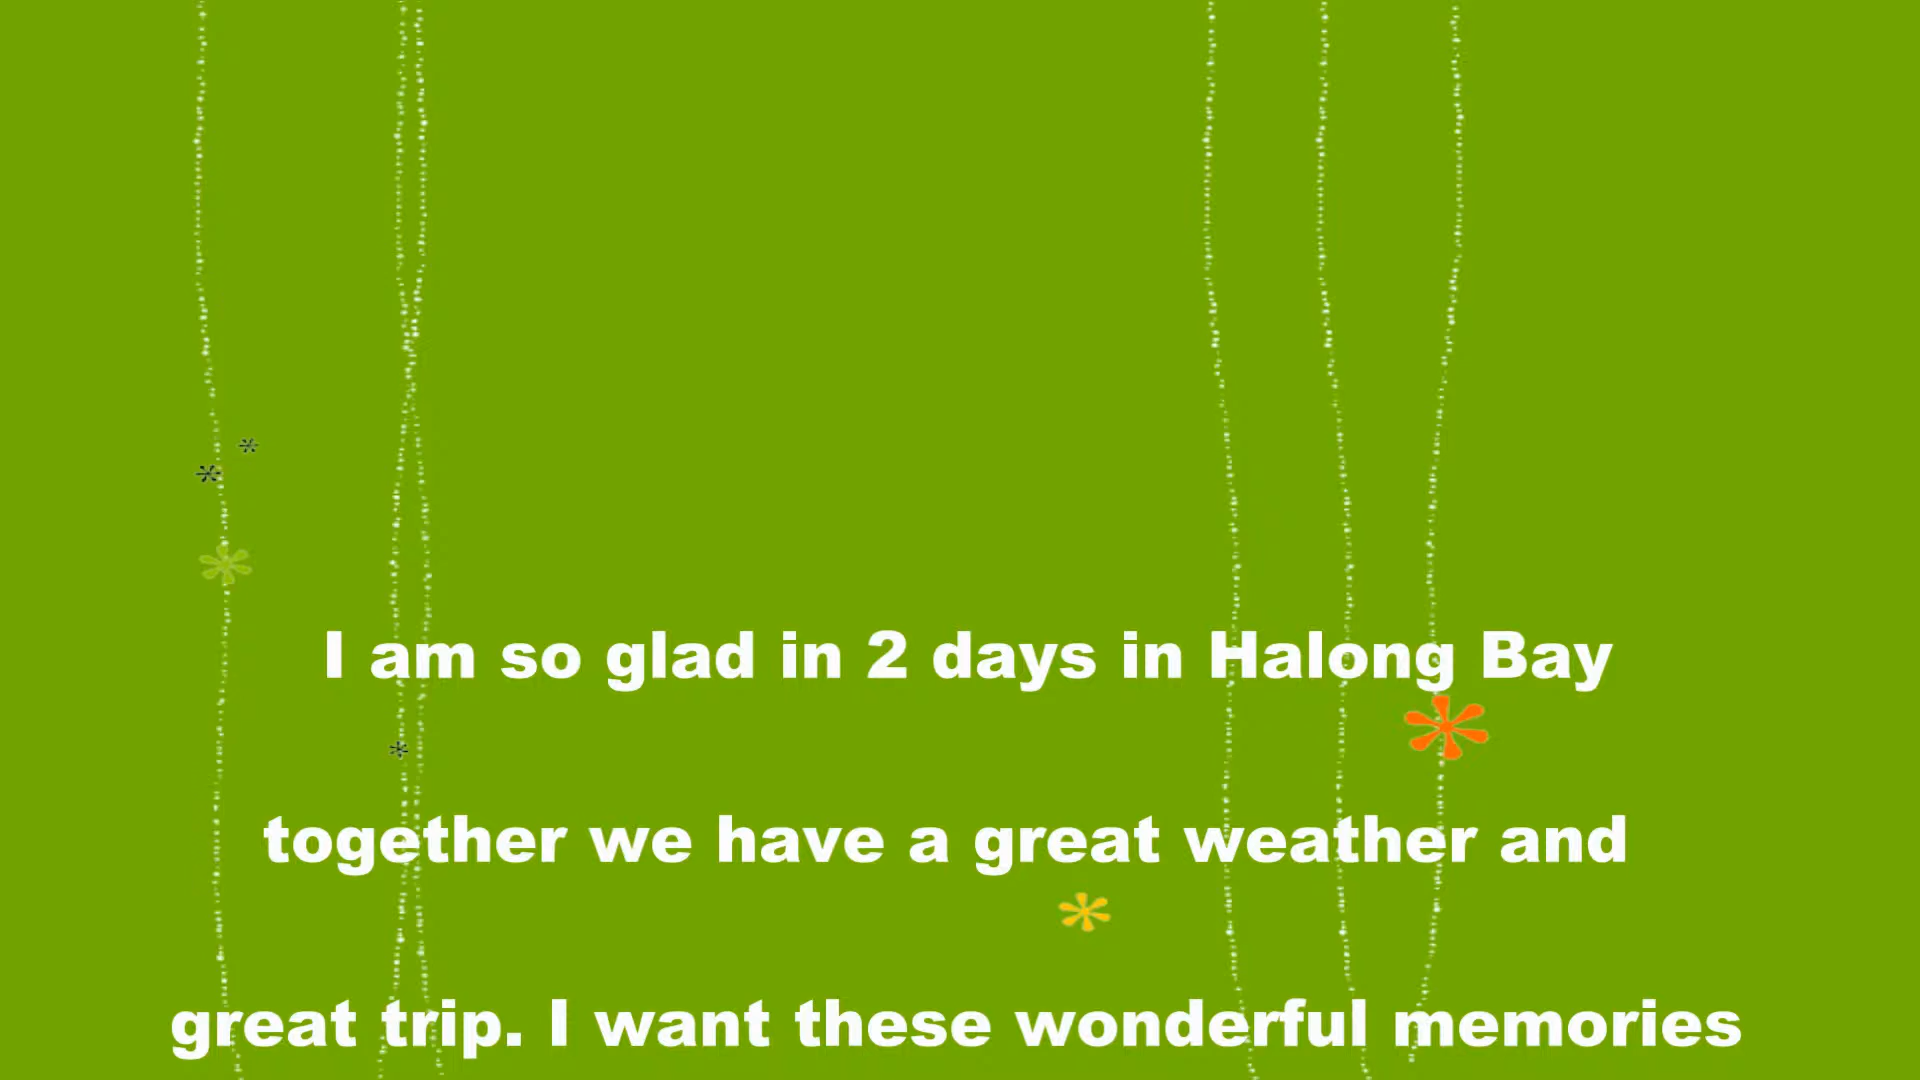 I am so glad in 2 days in Halong Bay
together we have a great weather and
great trip. I want these wonderful memories